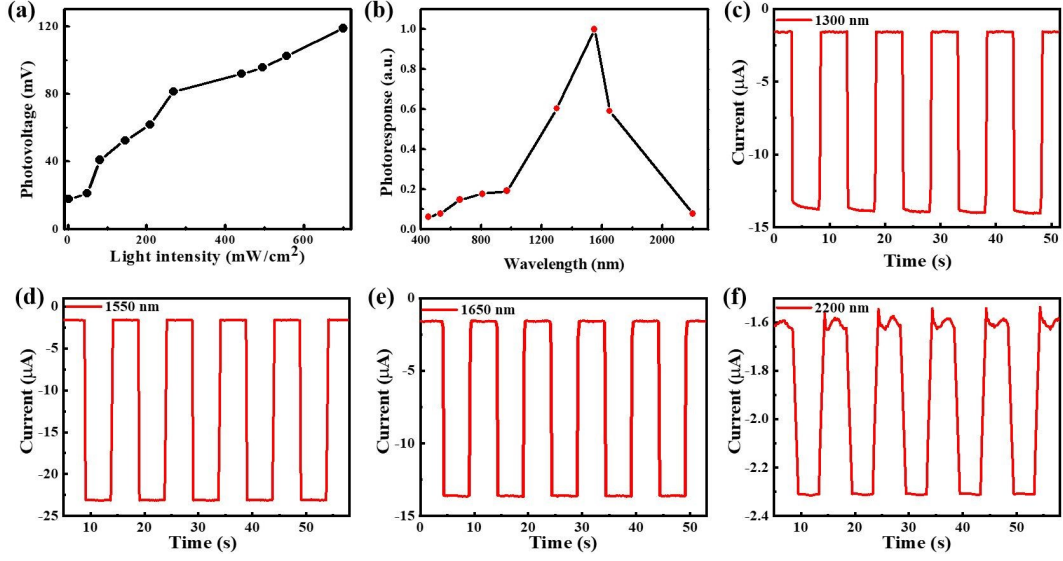 (a)
120
80
40
0
Photovoltage (mV)
0 200 400 600
Light intensity (mW/cm²)
(b)
1.0
0.8
0.6
0.4
0.2
0.0
Photoresponse (a.u.)
400 800 1200 1600 2000
Wavelength (nm)
(c)
1300 nm
0
-5
-10
-15
Current (μA)
0 10 20 30 40 50
Time (s)
(d)
1550 nm
0
-5
-10
-15
-20
-25
Current (μA)
10 20 30 40 50
Time (s)
(e)
1650 nm
0
-5
-10
-15
Current (μA)
0 10 20 30 40 50
Time (s)
(f)
2200 nm
-1.6
-1.8
-2.0
-2.2
-2.4
Current (μA)
10 20 30 40 50
Time (s)